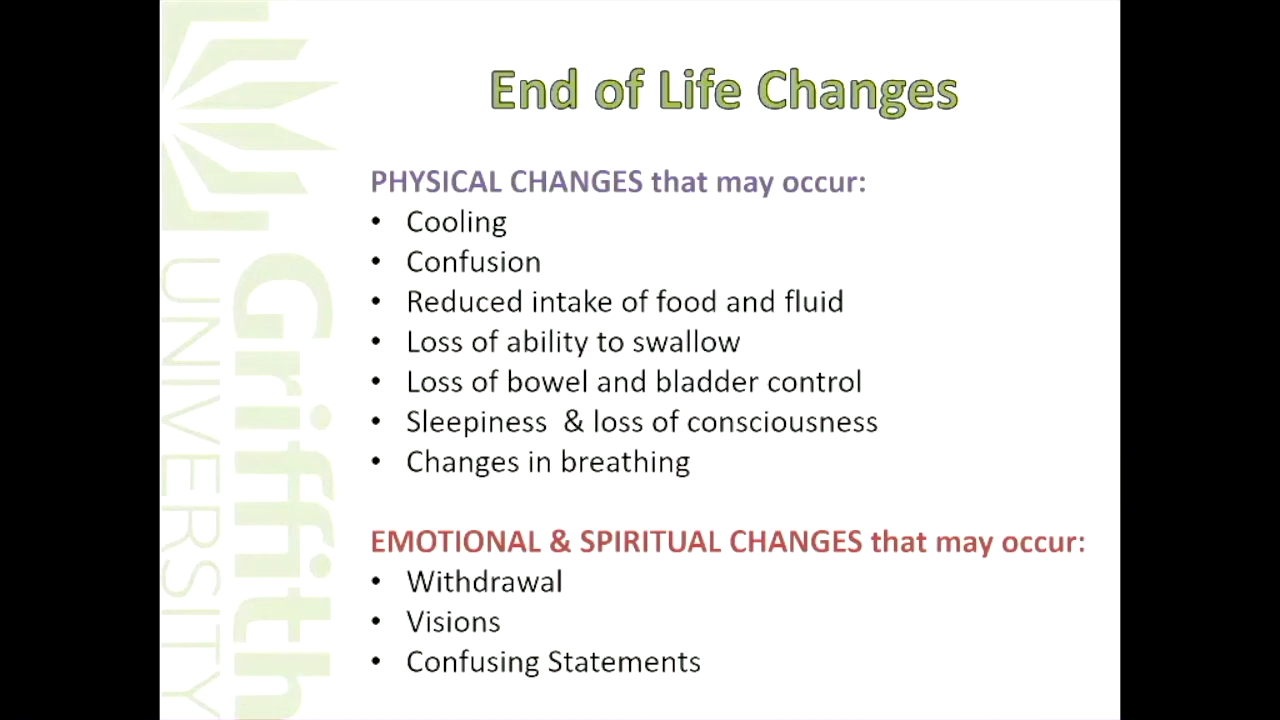 End of Life Changes
PHYSICAL CHANGES that may occur:
• Cooling
• Confusion
• Reduced intake of food and fluid
• Loss of ability to swallow
• Loss of bowel and bladder control
• Sleepiness & loss of consciousness
• Changes in breathing
EMOTIONAL & SPIRITUAL CHANGES that may occur:
• Withdrawal
• Visions
• Confusing Statements
Griffith
UNIVERSITY